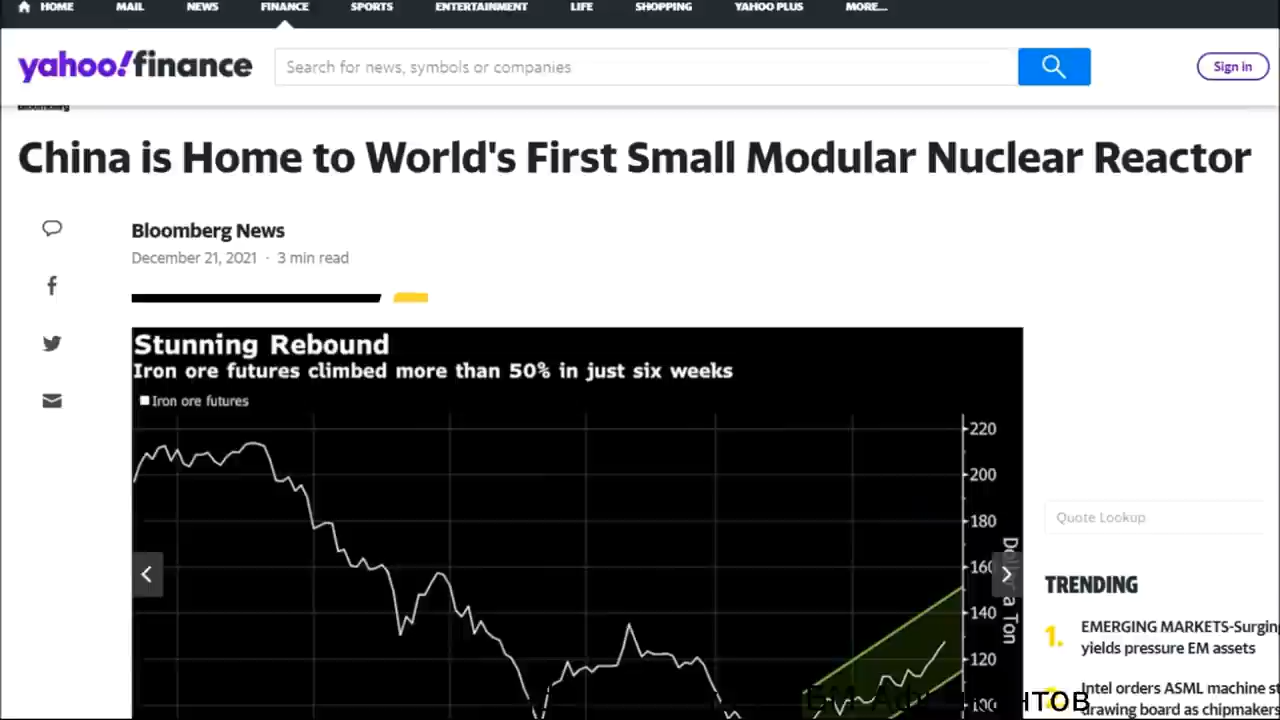 HOME MAIL NEWS FINANCE SPORTS ENTERTAINMENT LIFE SHOPPING YAHOO PLUS MORE...
yahoo!finance
Search for news, symbols or companies
Sign in
Bloomberg
China is Home to World's First Small Modular Nuclear Reactor
Bloomberg News
December 21, 2021 · 3 min read
Stunning Rebound
Iron ore futures climbed more than 50% in just six weeks
Iron ore futures
220
200
180
160
140
120
100
a Ton
Quote Lookup
TRENDING
1. EMERGING MARKETS-Surging
yields pressure EM assets
Intel orders ASML machine st
drawing board as chipmakers